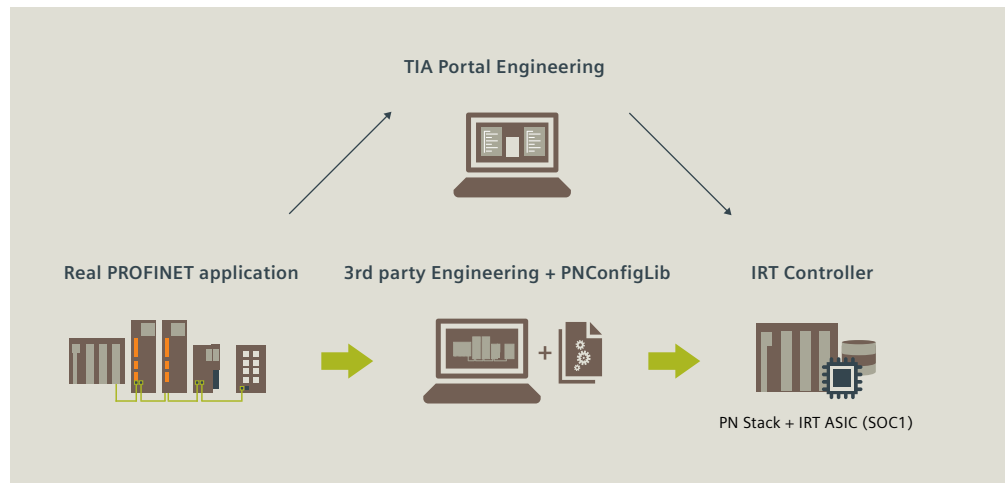 TIA Portal Engineering
Real PROFINET application
3rd party Engineering + PNConfigLib
IRT Controller
+
PN Stack + IRT ASIC (SOC1)